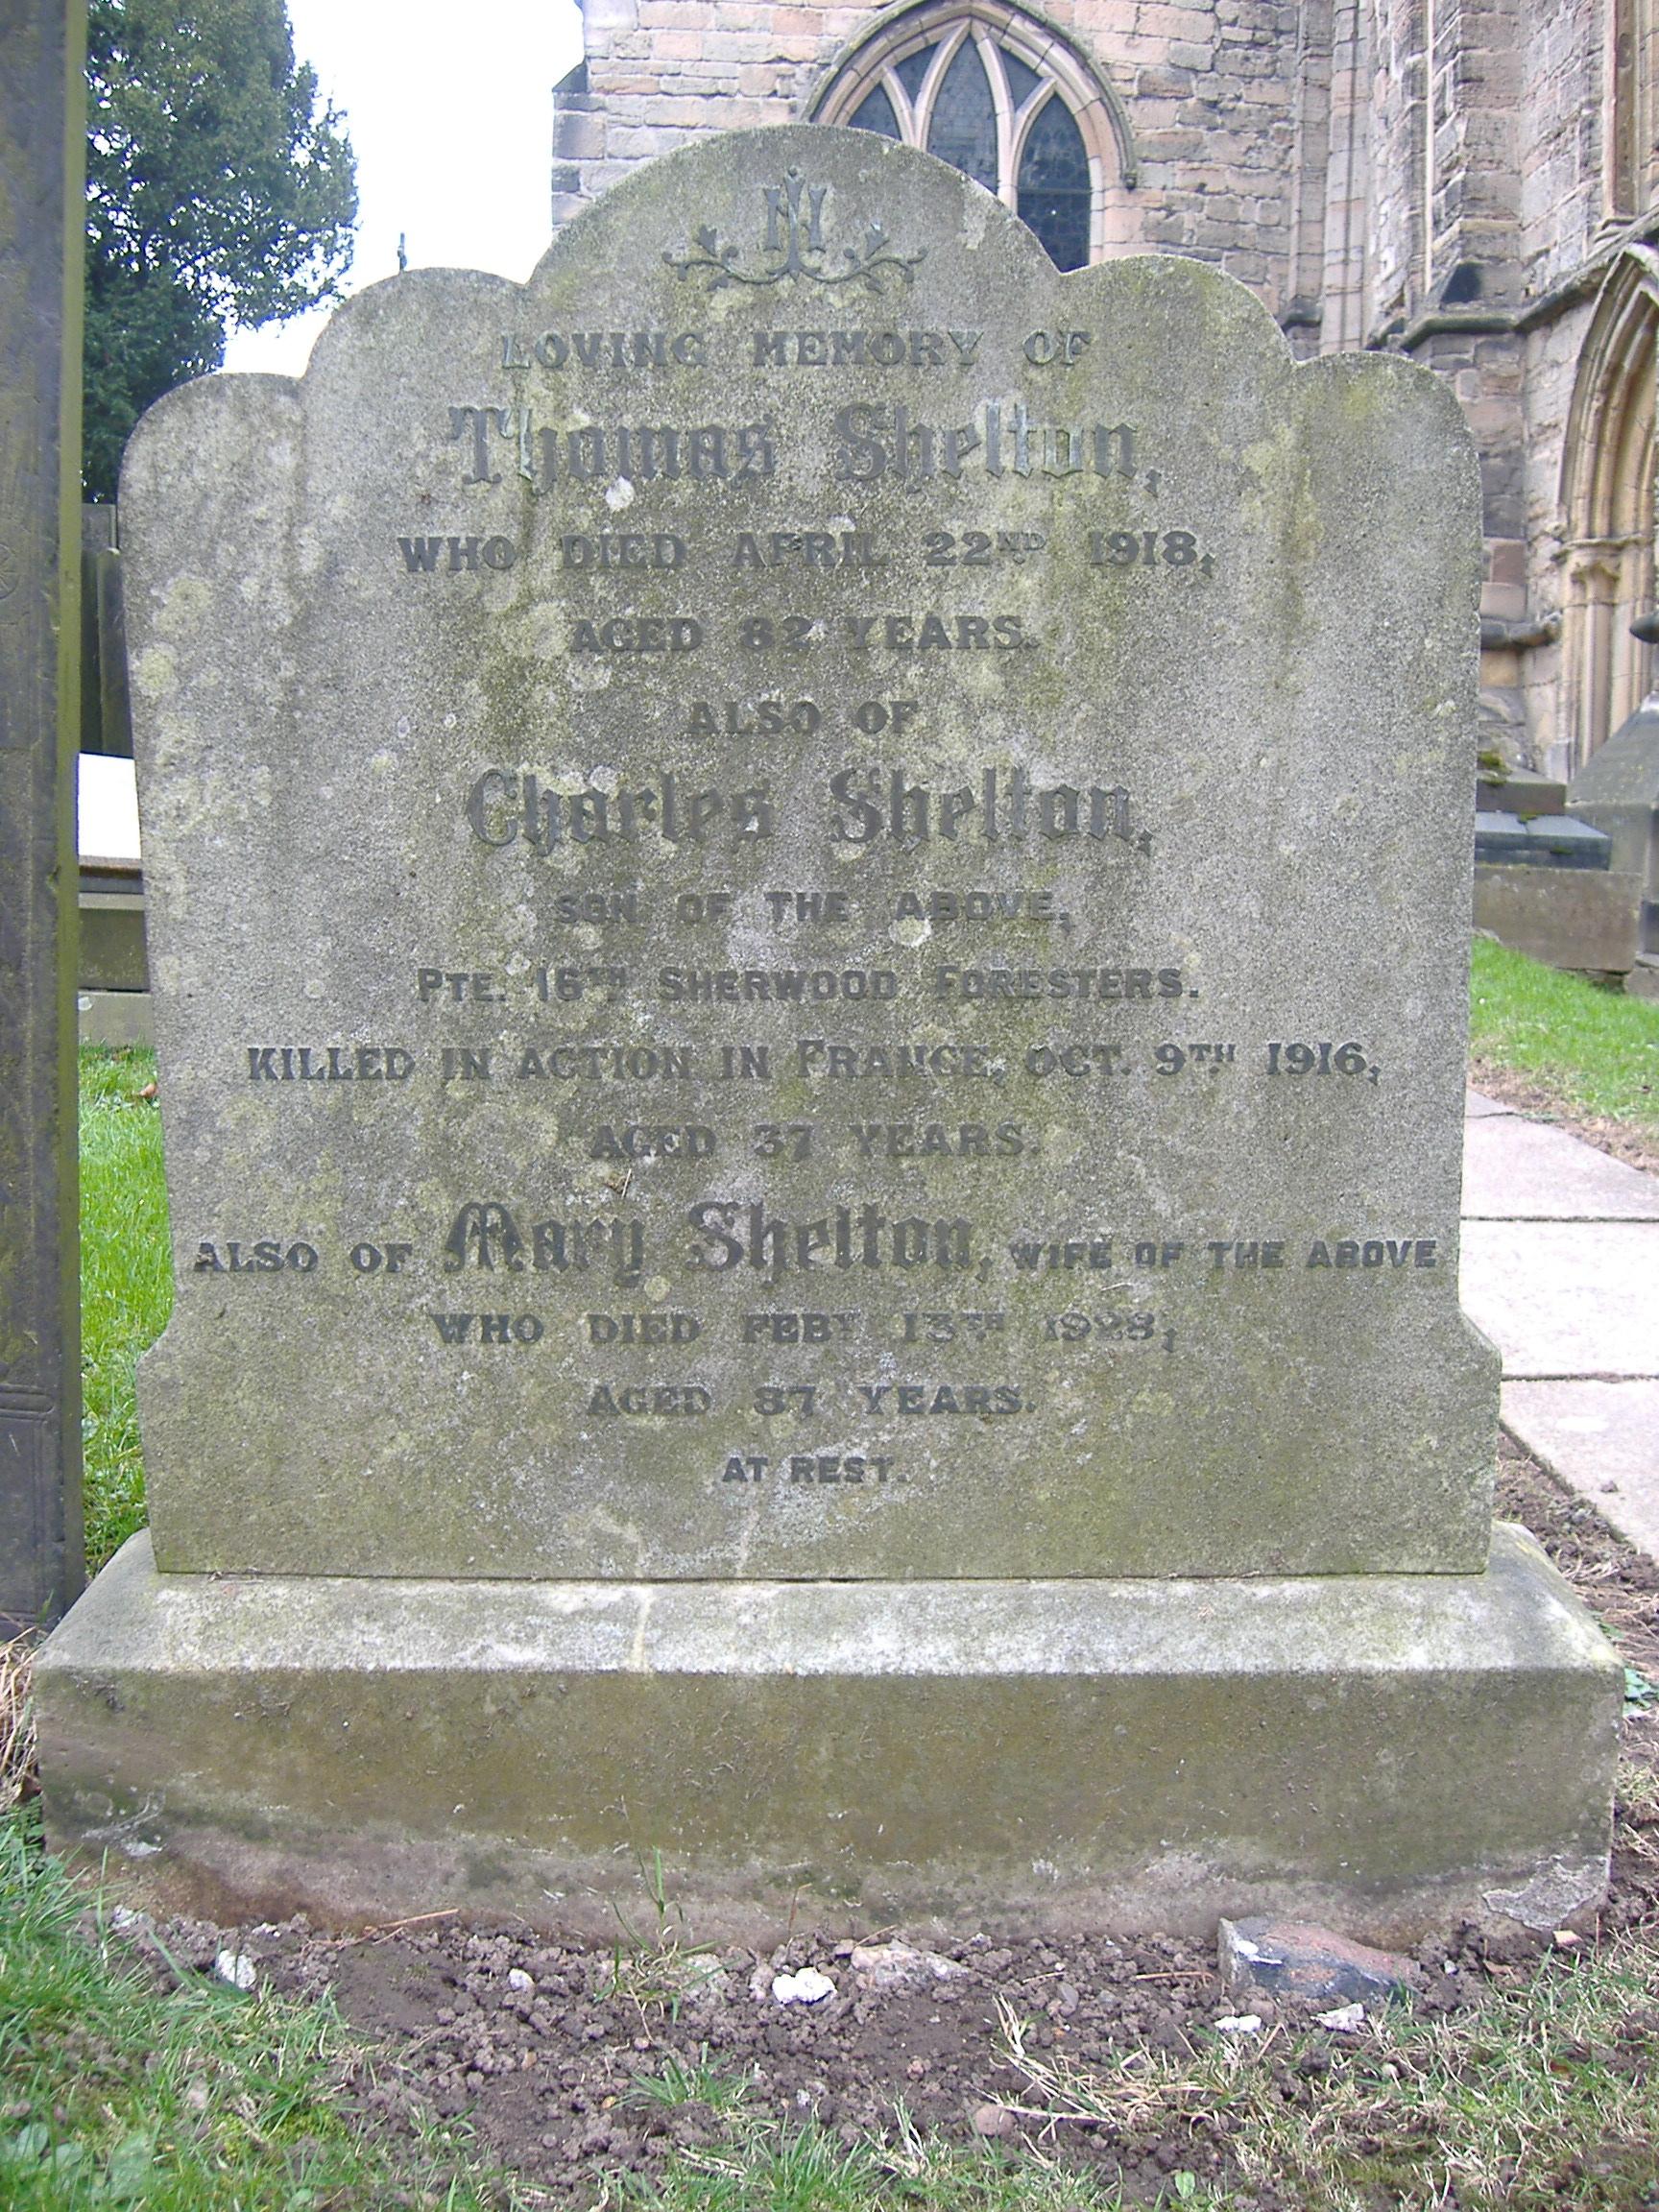 IN
LOVING MEMORY OF
Thomas Shelton,
WHO DIED APRIL 22ND 1918,
AGED 82 YEARS.
ALSO OF
Charles Shelton,
SON OF THE ABOVE,
PTE. 16TH SHERWOOD FORESTERS.
KILLED IN ACTION IN FRANCE, OCT. 9TH 1916,
AGED 37 YEARS.
ALSO OF Mary Shelton, WIFE OF THE ABOVE
WHO DIED FEBY 13TH 1928,
AGED 87 YEARS.
AT REST.